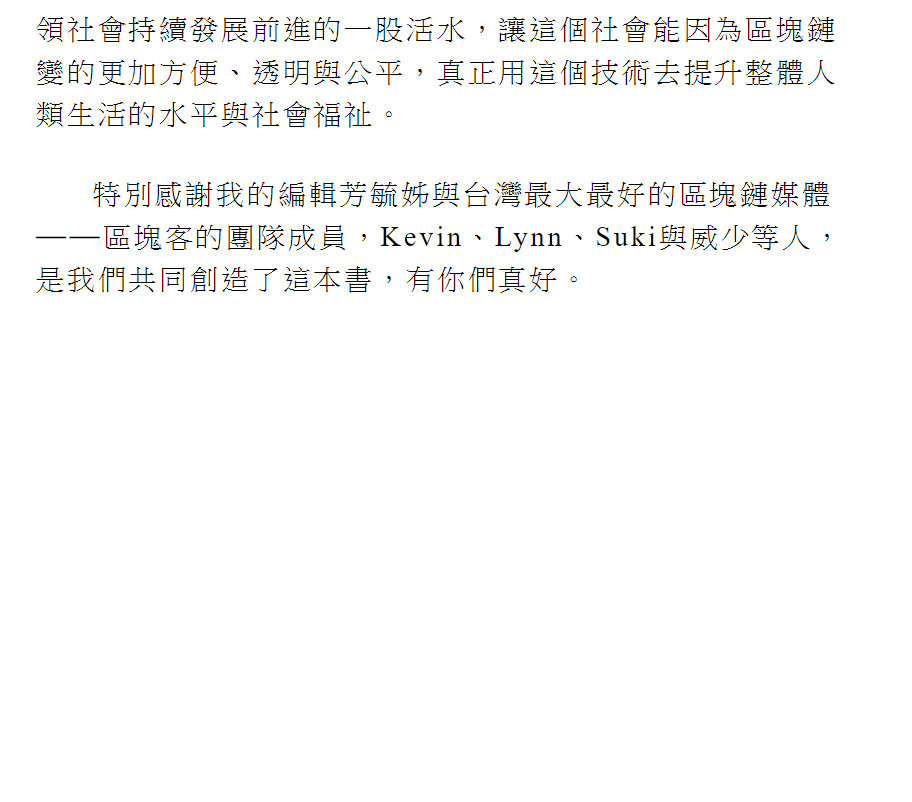 領社會持續發展前進的一股活水，讓這個社會能因為區塊鏈
變的更加方便、透明與公平，真正用這個技術去提升整體人
類生活的水平與社會福祉。
特別感謝我的編輯芳毓姊與台灣最大最好的區塊鏈媒體
——區塊客的團隊成員，Kevin、Lynn、Suki與威少等人，
是我們共同創造了這本書，有你們真好。